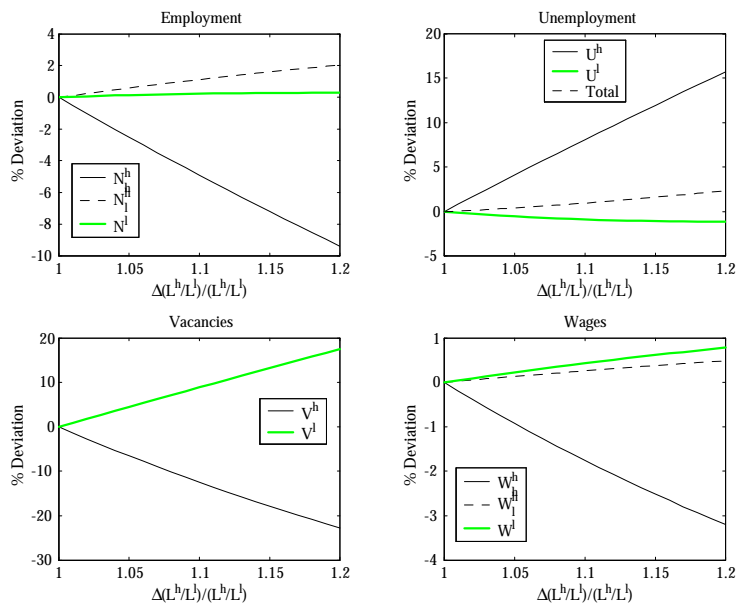 Employment
4
2
0
-2
-4
-6
-8
-10
% Deviation
N^h_h
N^h_l
N^l
1 1.05 1.1 1.15 1.2
Δ(L^h/L^l)/(L^h/L^l)
Unemployment
20
15
10
5
0
-5
% Deviation
U^h
U^l
Total
1 1.05 1.1 1.15 1.2
Δ(L^h/L^l)/(L^h/L^l)
Vacancies
20
10
0
-10
-20
-30
% Deviation
V^h
V^l
1 1.05 1.1 1.15 1.2
Δ(L^h/L^l)/(L^h/L^l)
Wages
1
0
-1
-2
-3
-4
% Deviation
W^h_h
W^h_l
W^l
1 1.05 1.1 1.15 1.2
Δ(L^h/L^l)/(L^h/L^l)